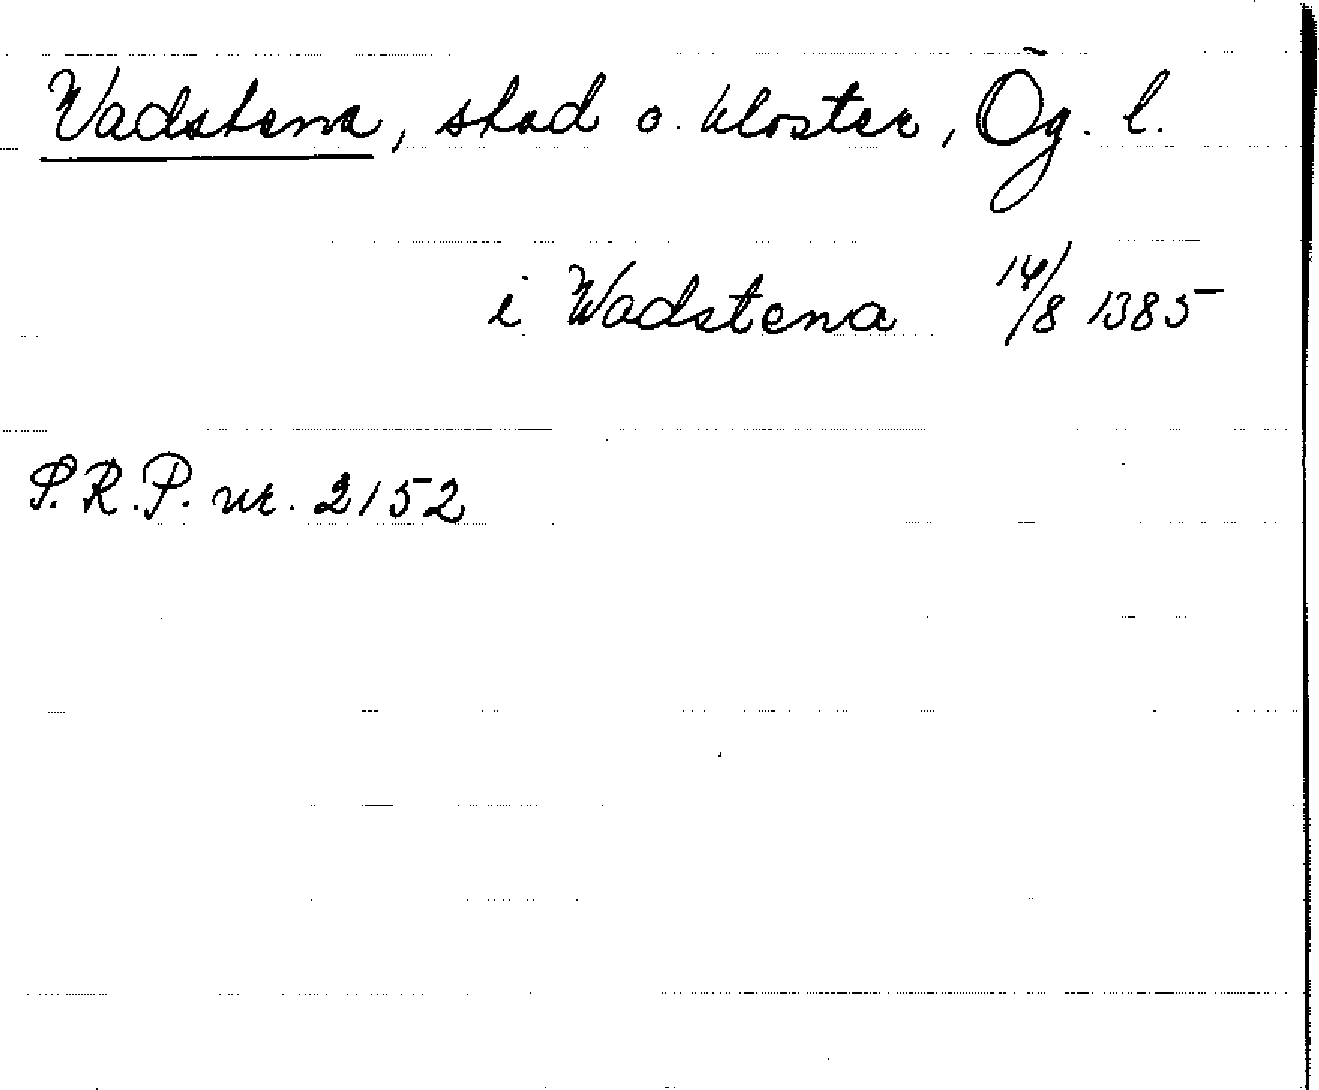 Vadstena, stad o. kloster, Ög. l.
i Wadstena 14/8 1385
S.R.P. nr. 2152